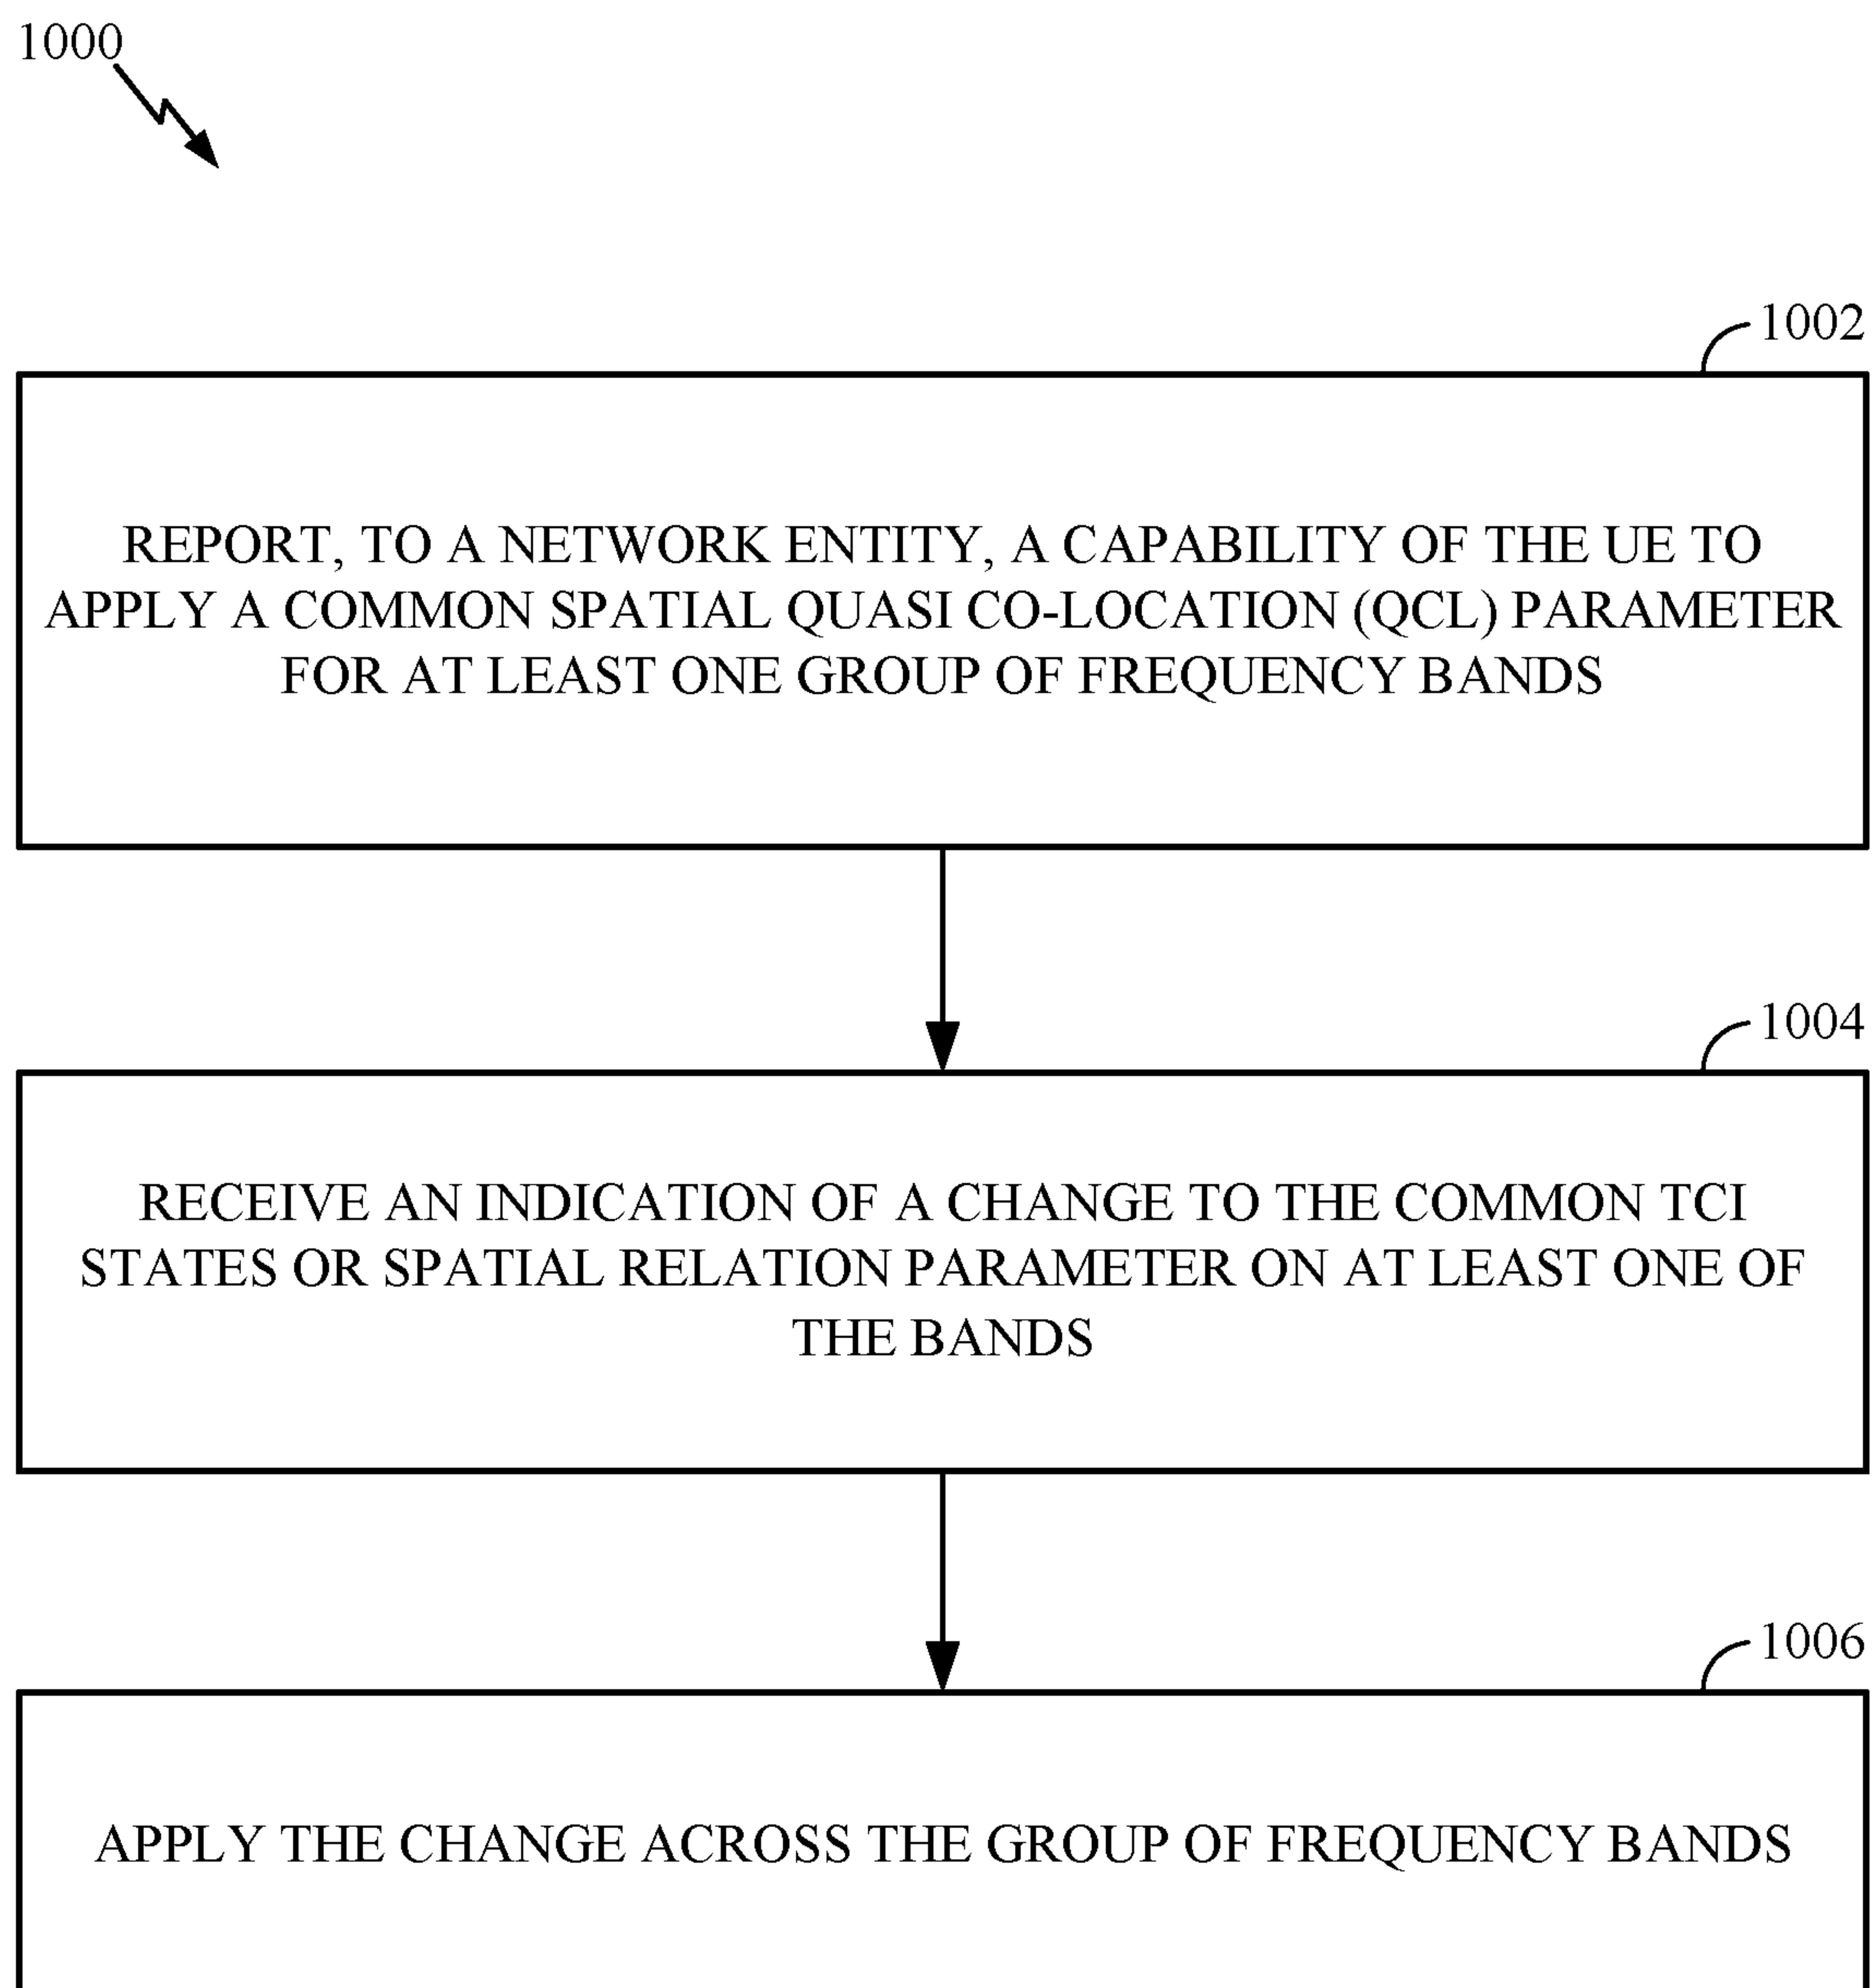 1000
1002
REPORT, TO A NETWORK ENTITY, A CAPABILITY OF THE UE TO
APPLY A COMMON SPATIAL QUASI CO-LOCATION (QCL) PARAMETER
FOR AT LEAST ONE GROUP OF FREQUENCY BANDS
1004
RECEIVE AN INDICATION OF A CHANGE TO THE COMMON TCI
STATES OR SPATIAL RELATION PARAMETER ON AT LEAST ONE OF
THE BANDS
1006
APPLY THE CHANGE ACROSS THE GROUP OF FREQUENCY BANDS